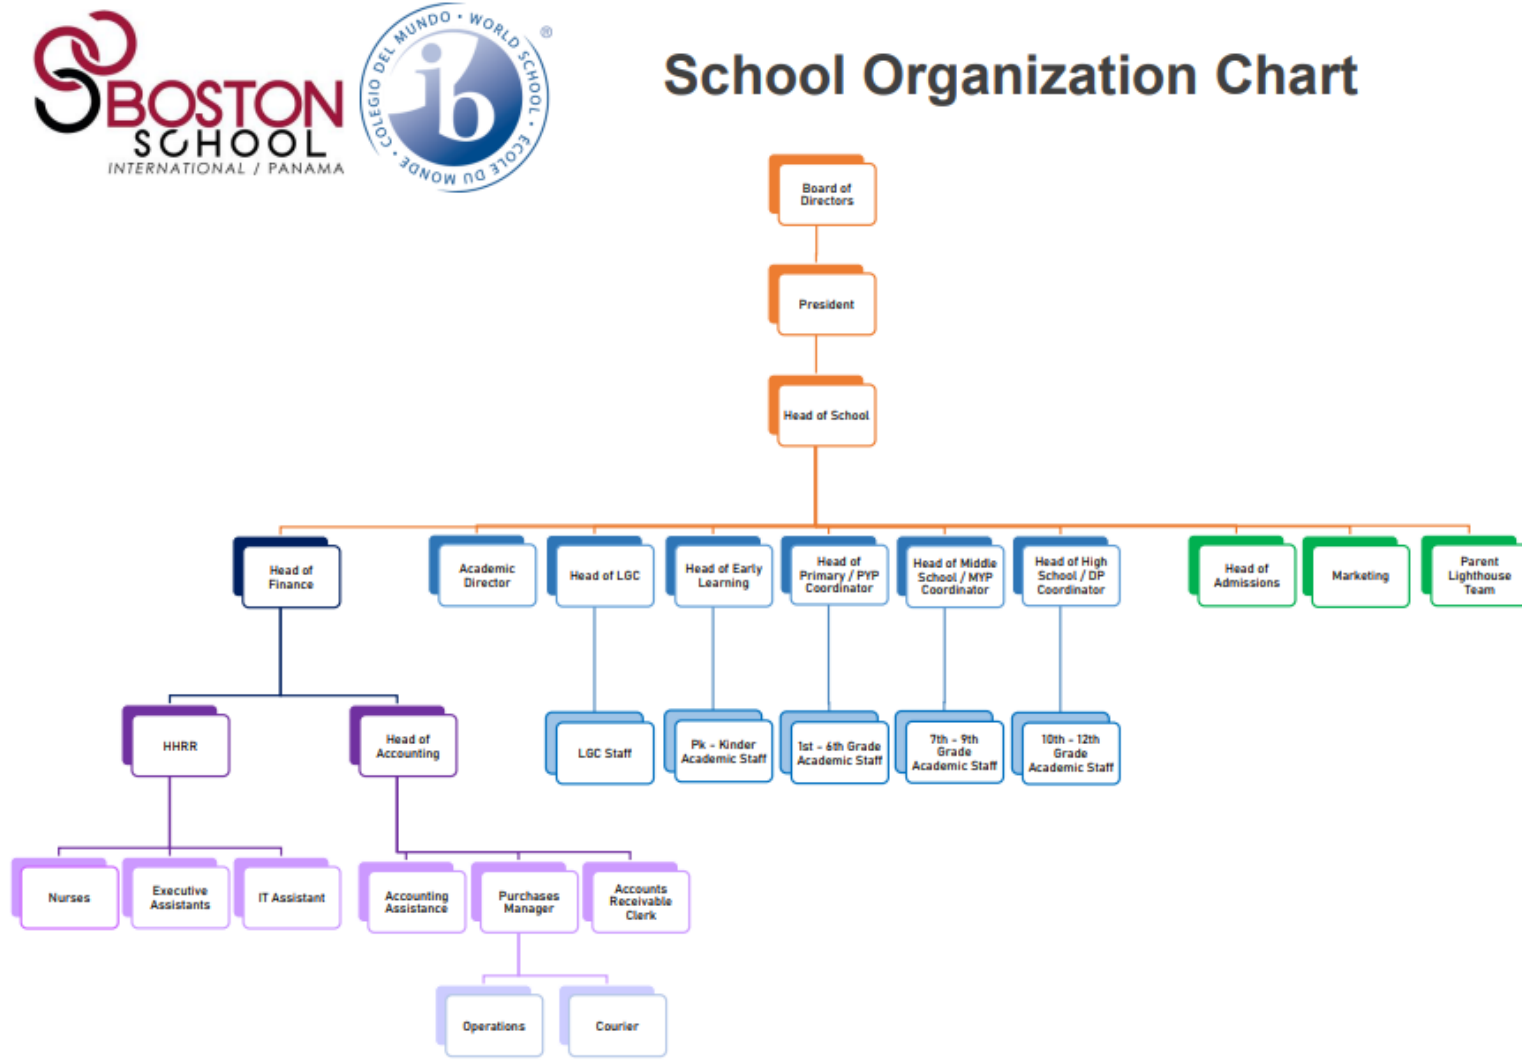 BOSTON
SCHOOL
INTERNATIONAL / PANAMA
COLEGIO DEL MUNDO · WORLD SCHOOL · ÉCOLE DU MONDE ·
ib
®
School Organization Chart
Board of
Directors
President
Head of School
Head of
Finance
Academic
Director
Head of LGC
Head of Early
Learning
Head of
Primary / PYP
Coordinator
Head of Middle
School / MYP
Coordinator
Head of High
School / DP
Coordinator
Head of
Admissions
Marketing
Parent
Lighthouse
Team
HHRR
Head of
Accounting
LGC Staff
Pk - Kinder
Academic Staff
1st - 6th Grade
Academic Staff
7th - 9th
Grade
Academic Staff
10th - 12th
Grade
Academic Staff
Nurses
Executive
Assistants
IT Assistant
Accounting
Assistance
Purchases
Manager
Accounts
Receivable
Clerk
Operations
Courier